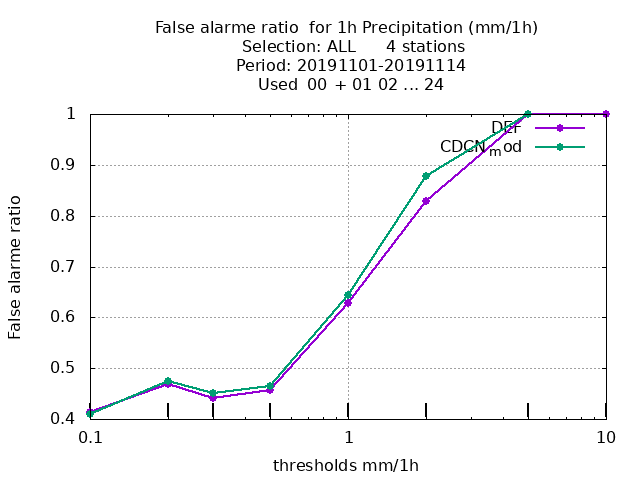 False alarme ratio  for 1h Precipitation (mm/1h)
Selection: ALL      4 stations
Period: 20191101-20191114
Used  00  + 01 02 ... 24
DEF
CDCN_mod
1
0.9
0.8
0.7
0.6
0.5
0.4
False alarme ratio
0.1
1
10
thresholds mm/1h